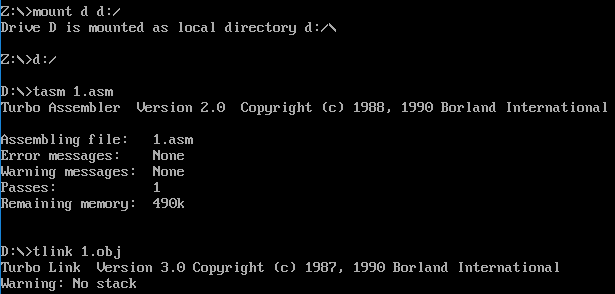 Z:\>mount d d:/
Drive D is mounted as local directory d:/\
Z:\>d:/
D:\>tasm 1.asm
Turbo Assembler  Version 2.0  Copyright (c) 1988, 1990 Borland International
Assembling file:   1.asm
Error messages:    None
Warning messages:  None
Passes:            1
Remaining memory:  490k
D:\>tlink 1.obj
Turbo Link  Version 3.0 Copyright (c) 1987, 1990 Borland International
Warning: No stack